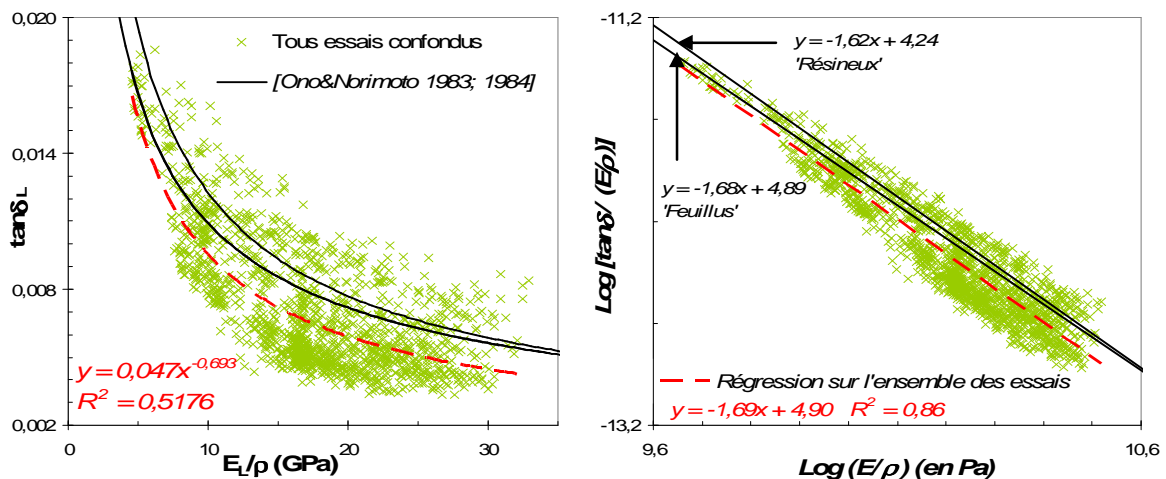 0,020
0,014
0,008
0,002
tanδL
0
10
20
30
EL/ρ (GPa)
Tous essais confondus
[Ono&Norimoto 1983; 1984]
y = 0,047x^-0,693
R² = 0,5176
-11,2
-13,2
Log [tanδ/ (E/ρ)]
9,6
10,6
Log (E/ρ) (en Pa)
y = -1,62x + 4,24
'Résineux'
y = -1,68x + 4,89
'Feuillus'
Régression sur l'ensemble des essais
y = -1,69x + 4,90 R² = 0,86